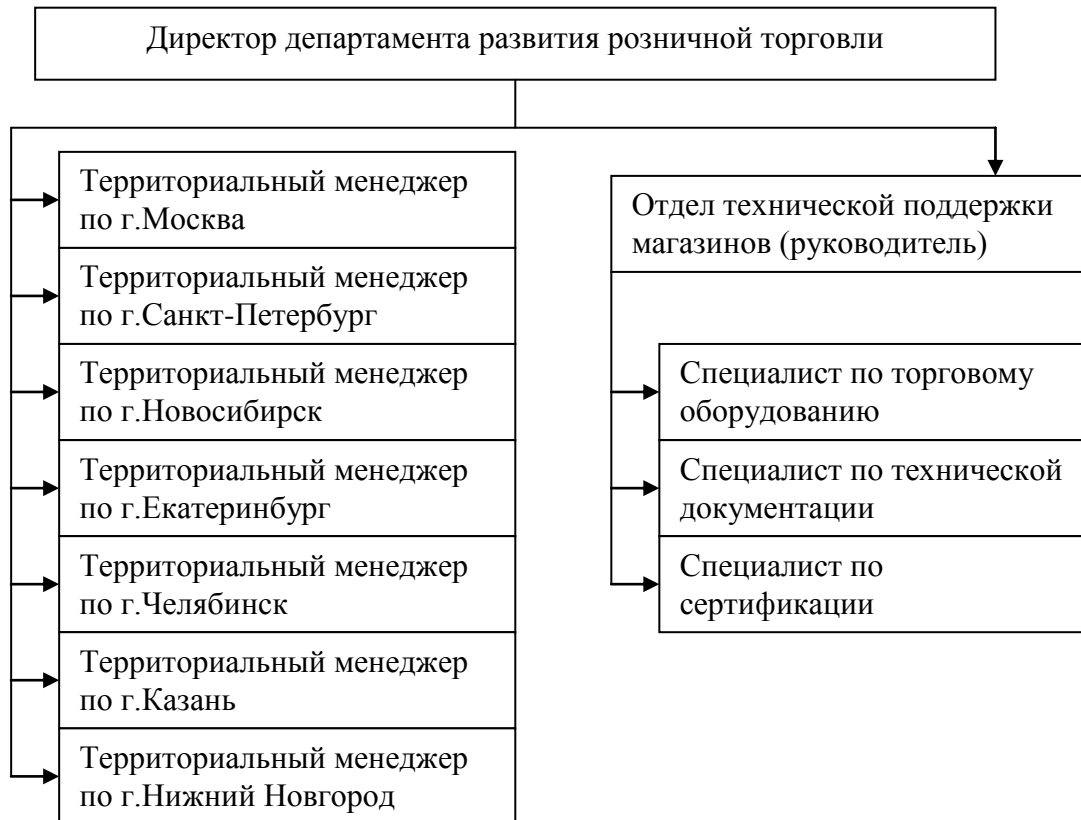 Директор департамента развития розничной торговли
Территориальный менеджер
по г.Москва
Территориальный менеджер
по г.Санкт-Петербург
Территориальный менеджер
по г.Новосибирск
Территориальный менеджер
по г.Екатеринбург
Территориальный менеджер
по г.Челябинск
Территориальный менеджер
по г.Казань
Территориальный менеджер
по г.Нижний Новгород
Отдел технической поддержки
магазинов (руководитель)
Специалист по торговому
оборудованию
Специалист по технической
документации
Специалист по
сертификации